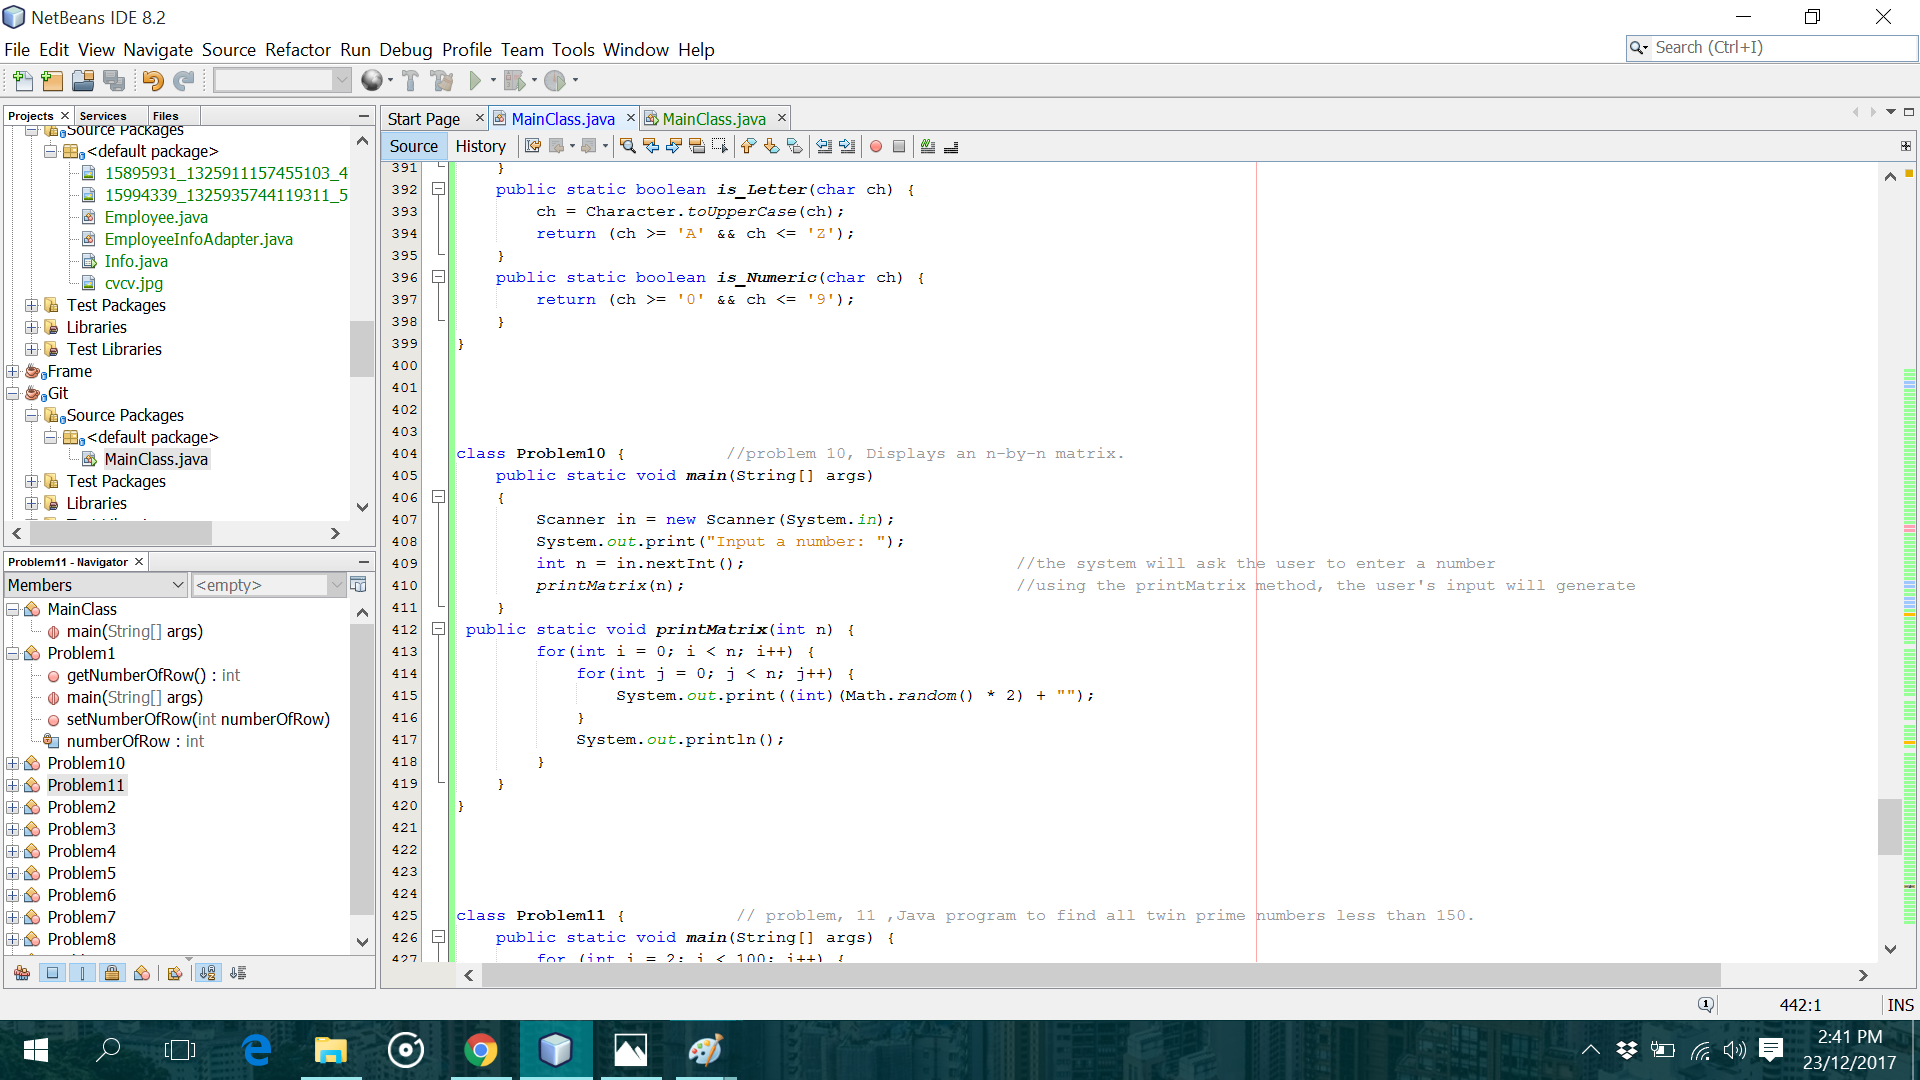 NetBeans IDE 8.2
File Edit View Navigate Source Refactor Run Debug Profile Team Tools Window Help
Search (Ctrl+I)
Projects Services Files
Source Packages
<default package>
15895931_1325911157455103_4
15994339_1325935744119311_5
Employee.java
EmployeeInfoAdapter.java
Info.java
cvcv.jpg
Test Packages
Libraries
Test Libraries
Frame
Git
Source Packages
<default package>
MainClass.java
Test Packages
Libraries
Problem11 - Navigator
Members <empty>
MainClass
main(String[] args)
Problem1
getNumberOfRow() : int
main(String[] args)
setNumberOfRow(int numberOfRow)
numberOfRow : int
Problem10
Problem11
Problem2
Problem3
Problem4
Problem5
Problem6
Problem7
Problem8
Start Page MainClass.java MainClass.java
Source History
391 }
392 public static boolean is_Letter(char ch) {
393 ch = Character.toUpperCase(ch);
394 return (ch >= 'A' && ch <= 'Z');
395 }
396 public static boolean is_Numeric(char ch) {
397 return (ch >= '0' && ch <= '9');
398 }
399 }
400
401
402
403
404 class Problem10 { //problem 10, Displays an n-by-n matrix.
405 public static void main(String[] args)
406 {
407 Scanner in = new Scanner(System.in);
408 System.out.print("Input a number: ");
409 int n = in.nextInt(); //the system will ask the user to enter a number
410 printMatrix(n); //using the printMatrix method, the user's input will generate
411 }
412 public static void printMatrix(int n) {
413 for(int i = 0; i < n; i++) {
414 for(int j = 0; j < n; j++) {
415 System.out.print((int)(Math.random() * 2) + "");
416 }
417 System.out.println();
418 }
419 }
420 }
421
422
423
424
425 class Problem11 { // problem, 11 ,Java program to find all twin prime numbers less than 150.
426 public static void main(String[] args) {
427 for (int i = 2; i < 100; i++) {
442:1 INS
2:41 PM
23/12/2017